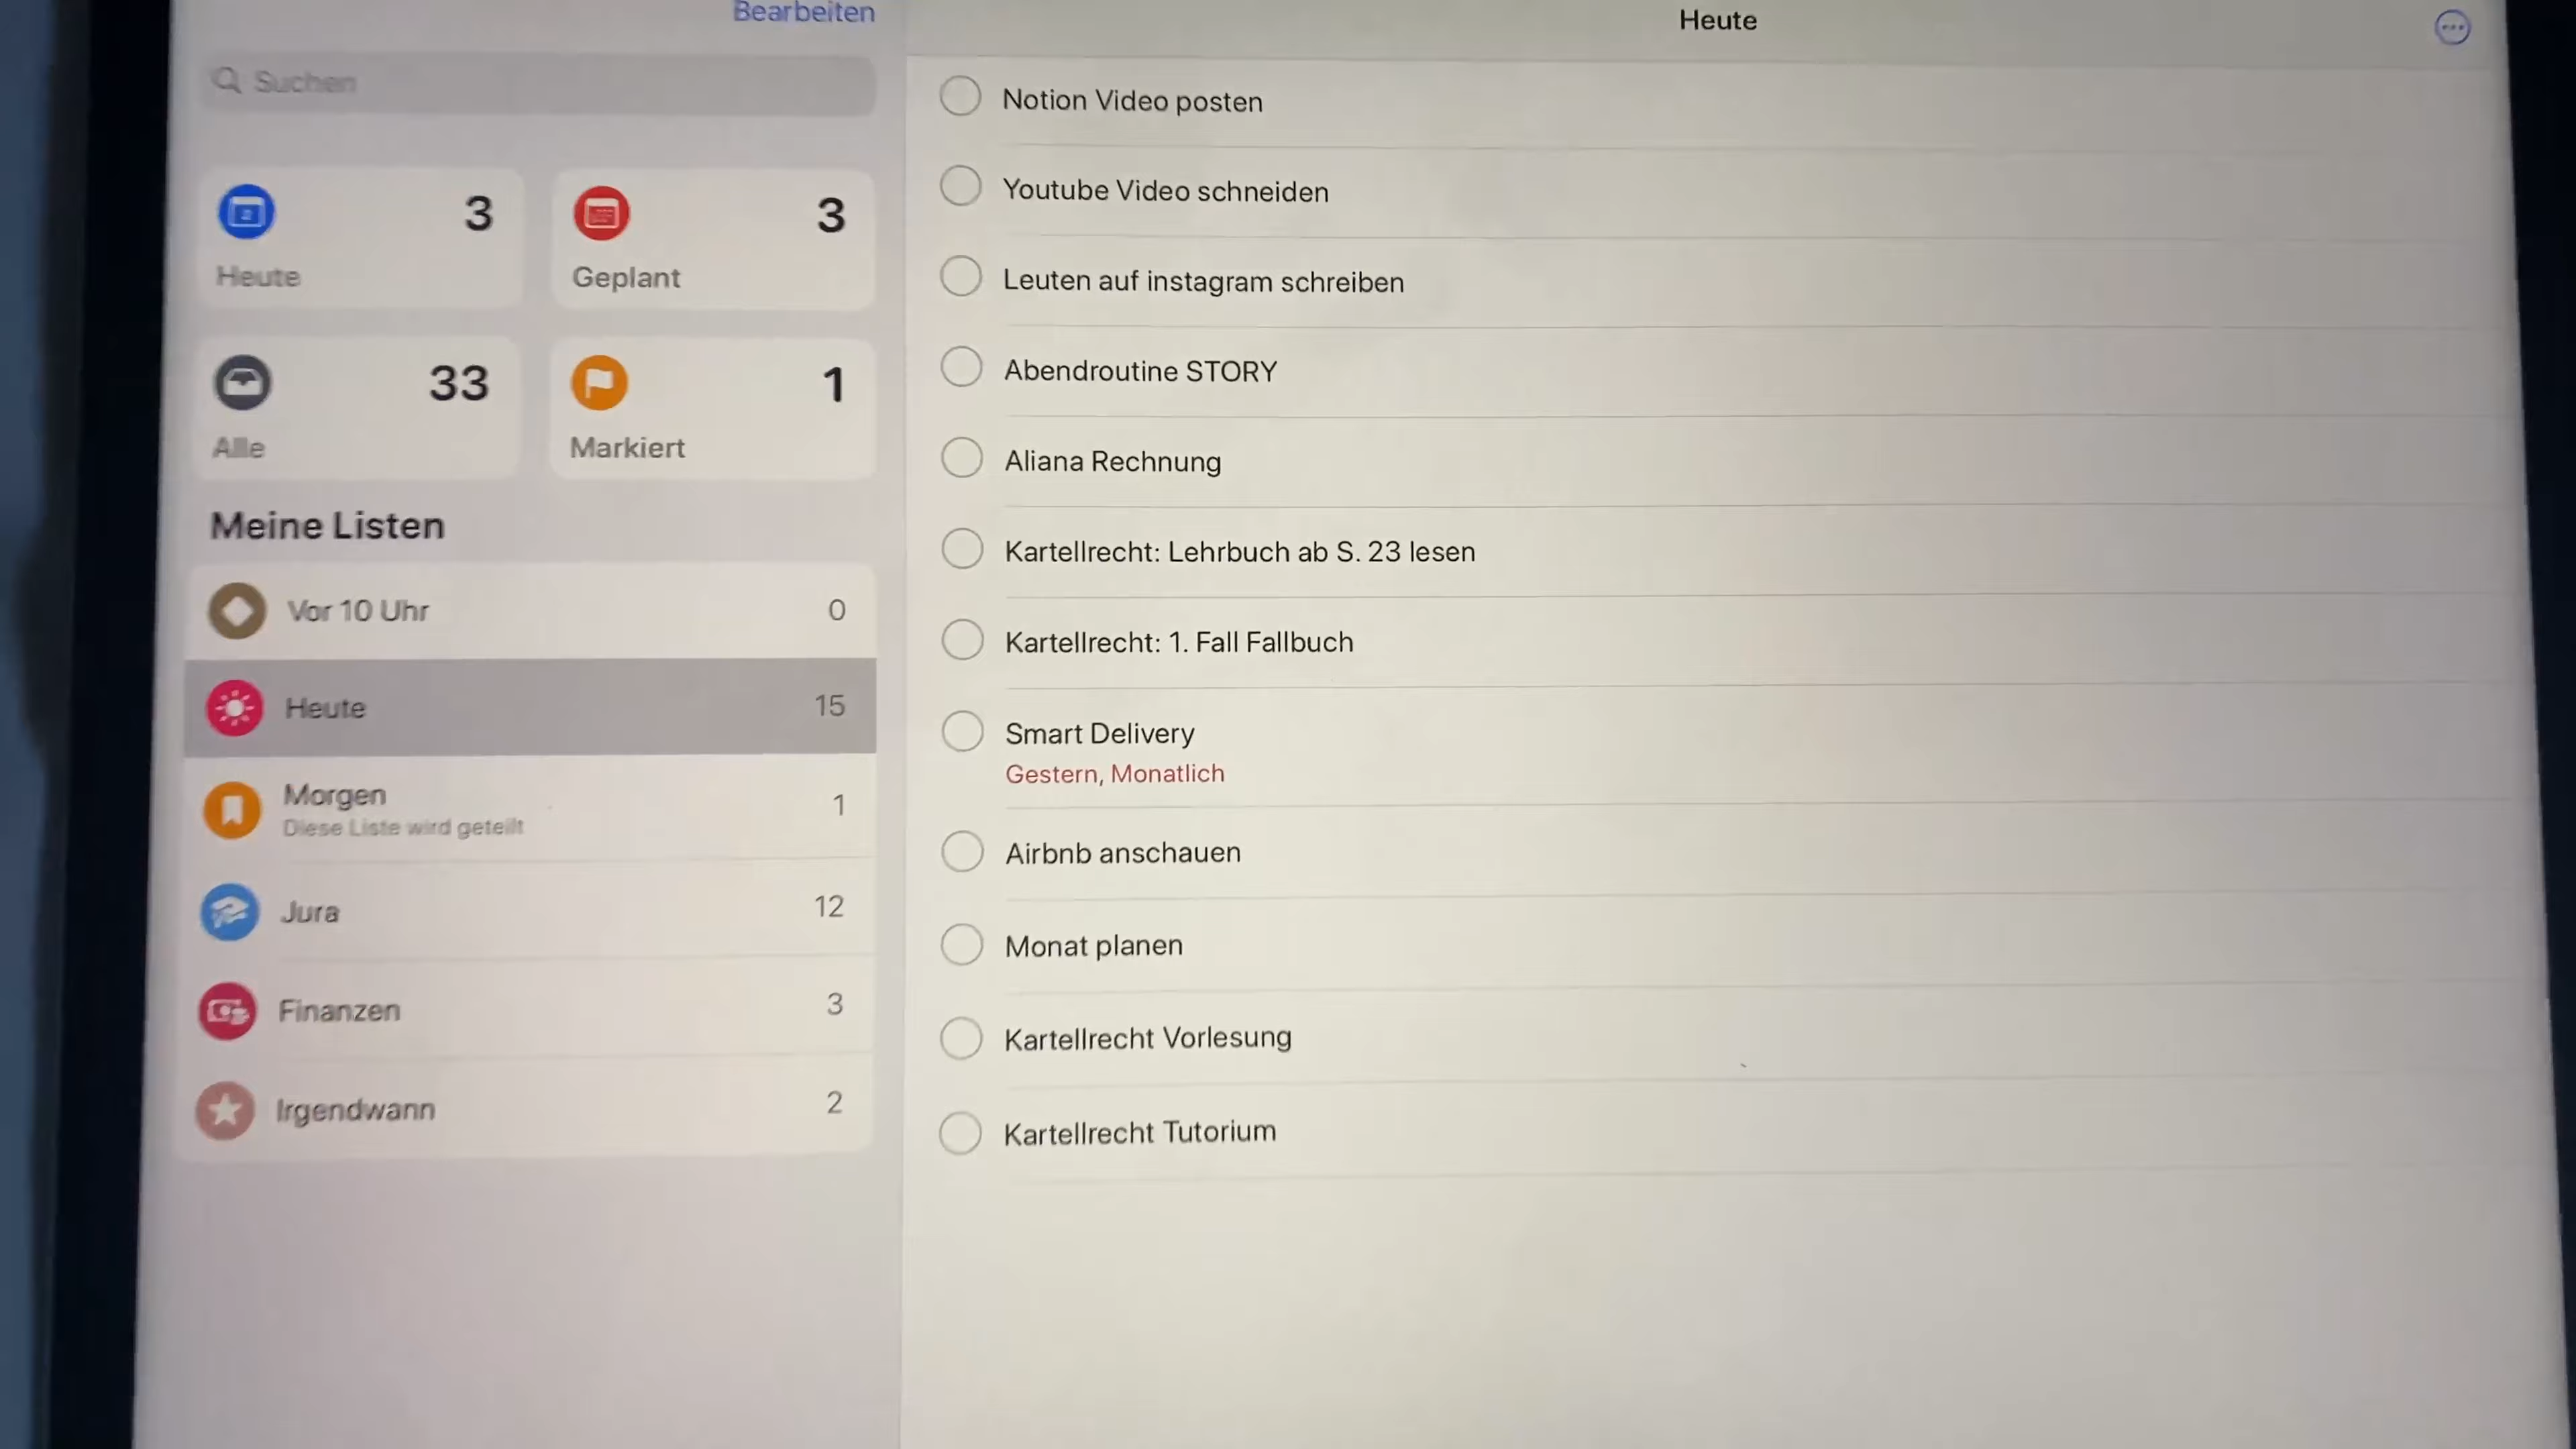 Bearbeiten
Suchen
3
Heute
3
Geplant
33
Alle
1
Markiert
Meine Listen
Vor 10 Uhr 0
Heute 15
Morgen 1
Diese Liste wird geteilt
Jura 12
Finanzen 3
Irgendwann 2
Heute
Notion Video posten
Youtube Video schneiden
Leuten auf instagram schreiben
Abendroutine STORY
Aliana Rechnung
Kartellrecht: Lehrbuch ab S. 23 lesen
Kartellrecht: 1. Fall Fallbuch
Smart Delivery
Gestern, Monatlich
Airbnb anschauen
Monat planen
Kartellrecht Vorlesung
Kartellrecht Tutorium